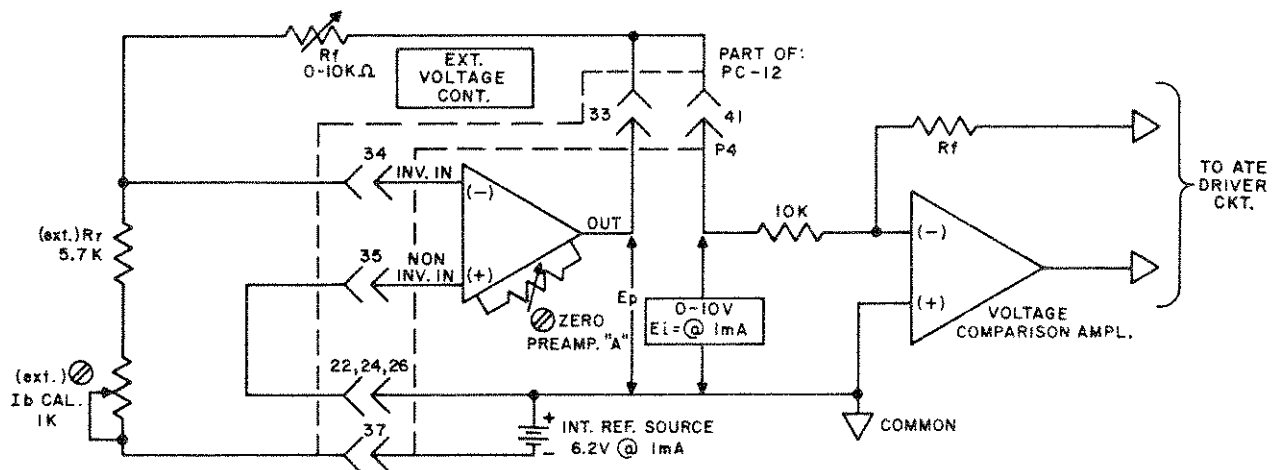 Rf
0-10KΩ
EXT.
VOLTAGE
CONT.
PART OF:
PC-12
33
41
P4
34
INV. IN
(-)
OUT
(ext.) Rr
5.7K
35
NON
INV. IN
(+)
ZERO
PREAMP. "A"
Ep
0-10V
Ei= @ 1mA
10K
Rf
(-)
(+)
VOLTAGE
COMPARISON AMPL.
TO ATE
DRIVER
CKT.
(ext.)
Ib CAL.
1K
22,24,26
37
+
-
INT. REF. SOURCE
6.2V @ 1mA
COMMON